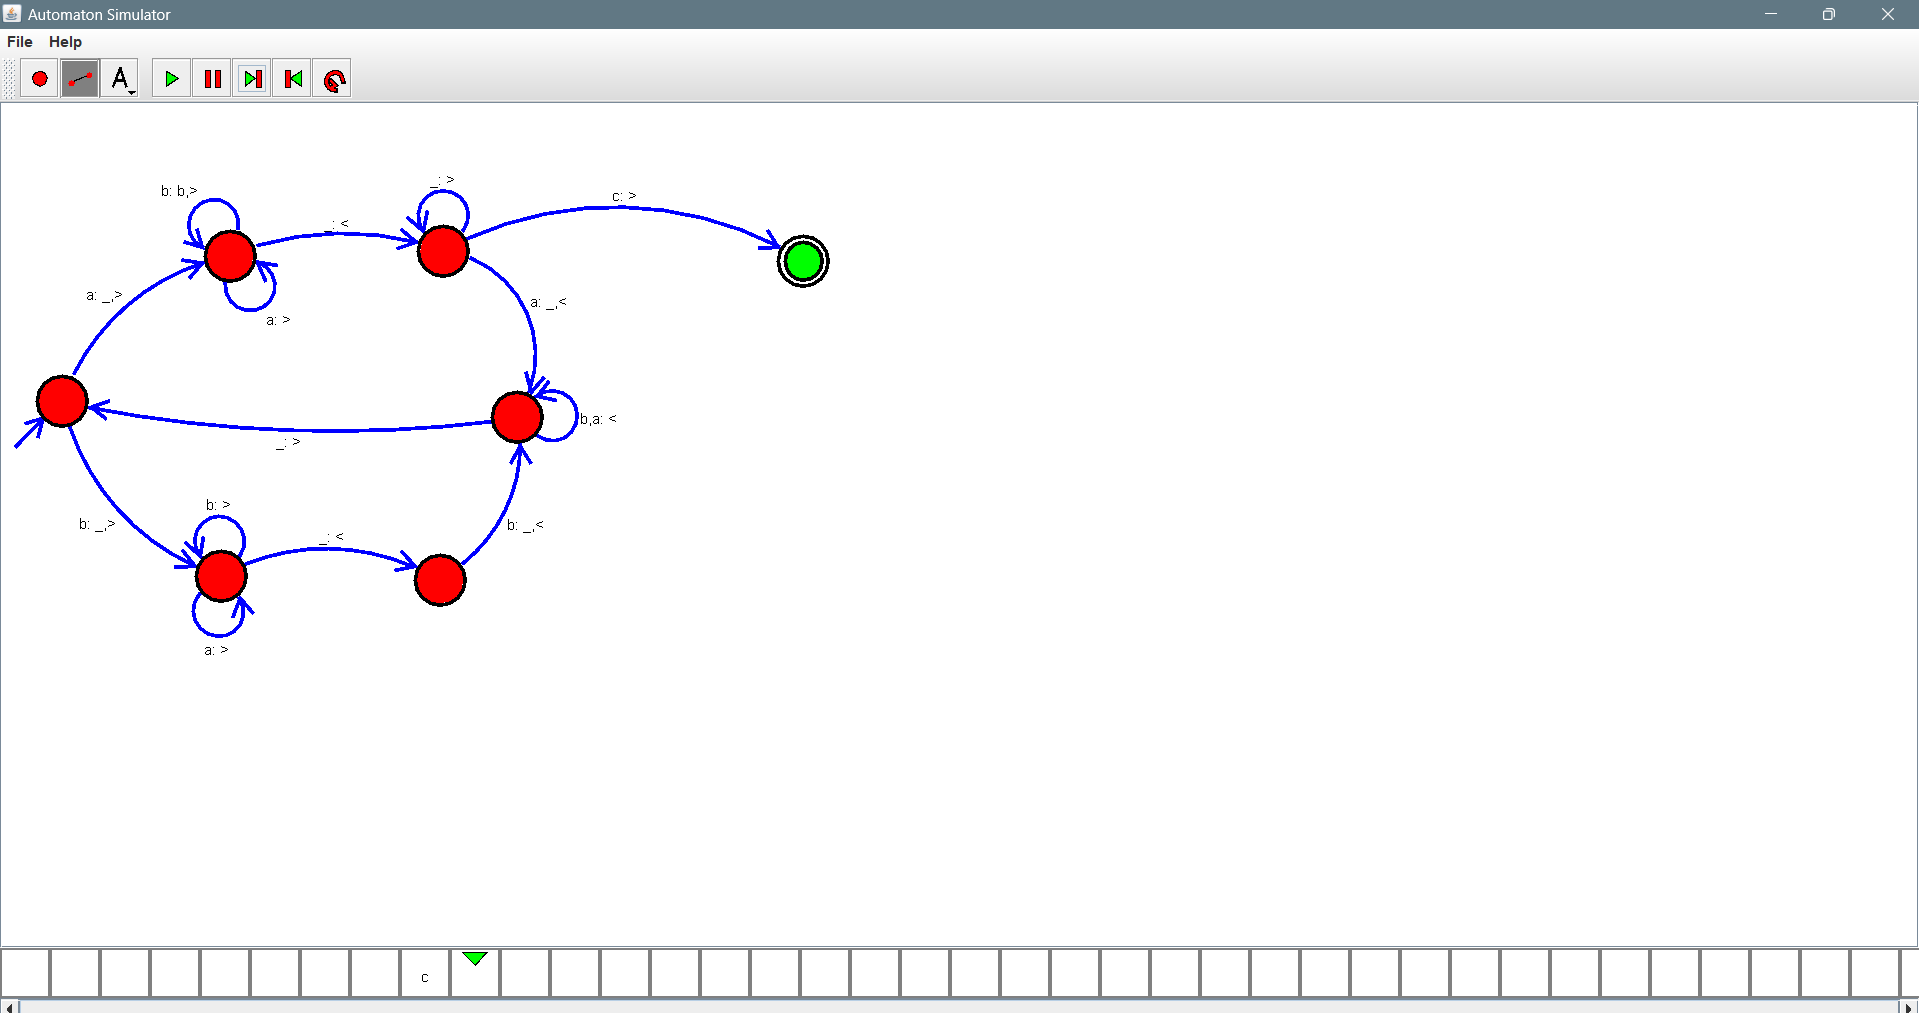 Automaton Simulator
File Help
A
_: >
b: b,>
c: >
_: <
a: _,>
a: _,<
a: >
b,a: <
_: >
b: >
b: _,>
b: _,<
_: <
a: >
c